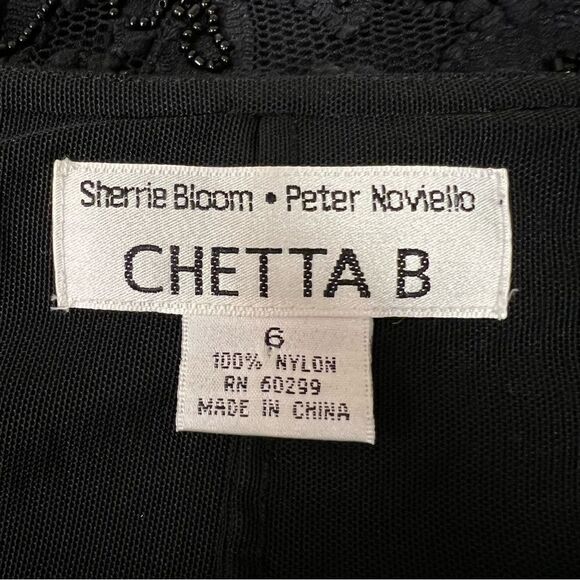 Sherrie Bloom • Peter Noviello
CHETTA B
6
100% NYLON
RN 60299
MADE IN CHINA